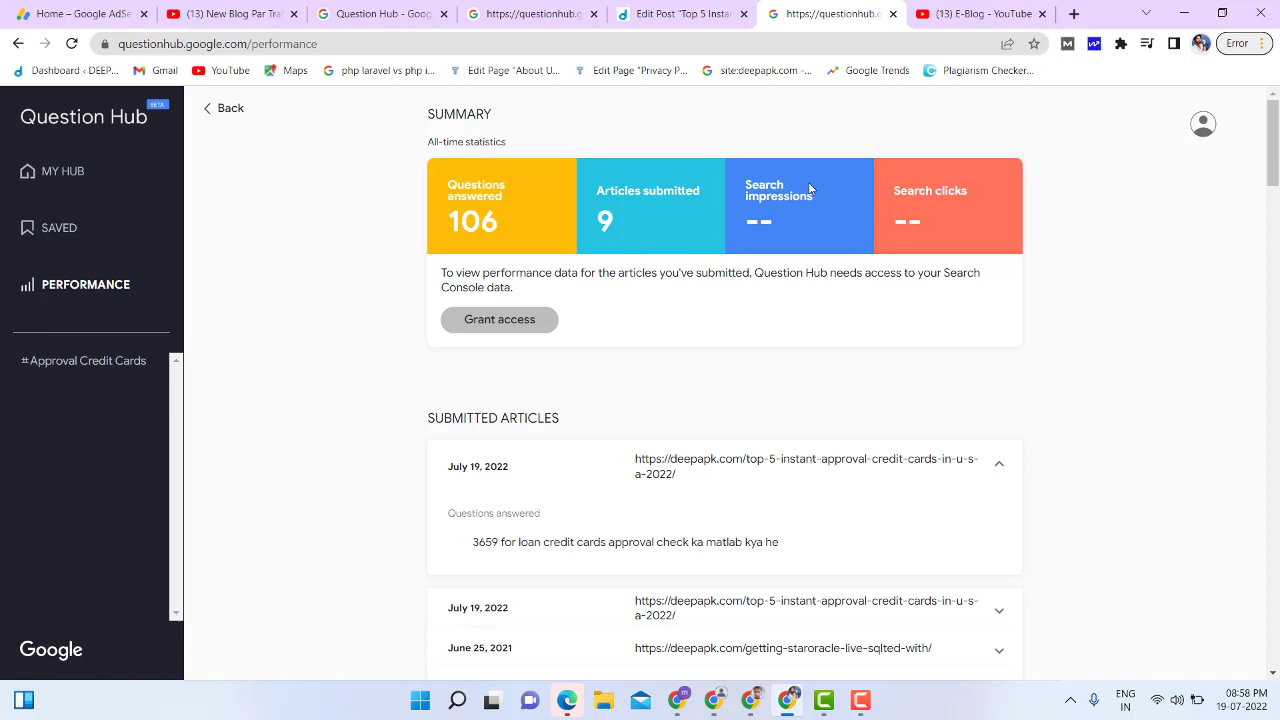 Home - Google AdSe
(13) New Blog Par Tra
Question Hub - Goog
https://questionhub.g
Edit Post "Top 5 Instar
https://questionhub.g
(13) E-Blog - YouTube
questionhub.google.com/performance
Error
Dashboard ‹ DEEP...
Gmail
YouTube
Maps
php laravel vs php i...
Edit Page "About U...
Edit Page "Privacy P...
site:deepapk.com -...
Google Trends
Plagiarism Checker...
Question Hub
BETA
MY HUB
SAVED
PERFORMANCE
#Approval Credit Cards
Google
Back
SUMMARY
All-time statistics
Questions answered
106
Articles submitted
9
Search impressions
--
Search clicks
--
To view performance data for the articles you've submitted, Question Hub needs access to your Search
Console data.
Grant access
SUBMITTED ARTICLES
July 19, 2022
https://deepapk.com/top-5-instant-approval-credit-cards-in-u-s-
a-2022/
Questions answered
3659 for loan credit cards approval check ka matlab kya he
July 19, 2022
https://deepapk.com/top-5-instant-approval-credit-cards-in-u-s-
a-2022/
June 25, 2021
https://deepapk.com/getting-staroracle-live-sqlted-with/
ENG
IN
08:58 PM
19-07-2022